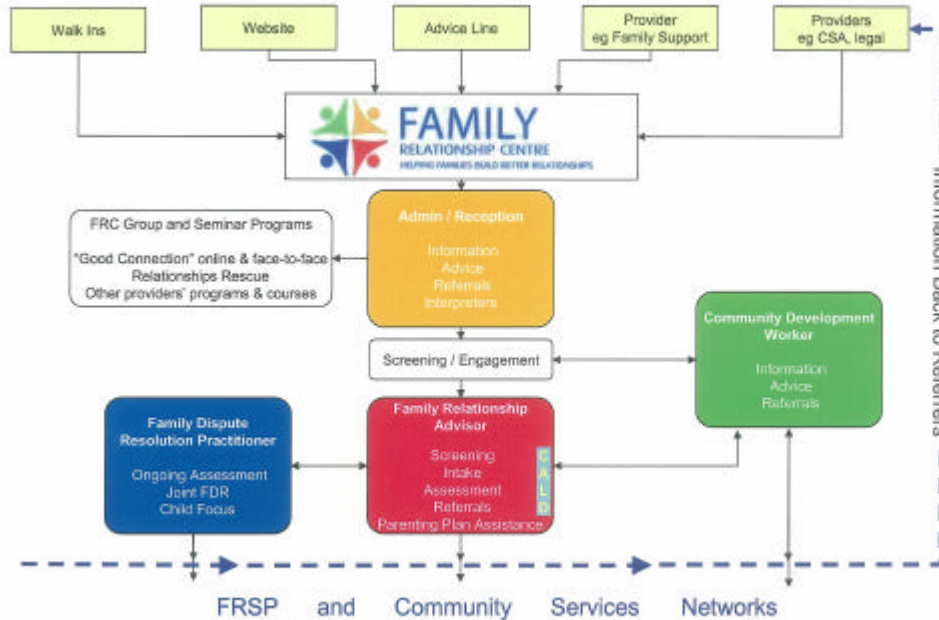 Walk Ins
Website
Advice Line
Provider
eg Family Support
Providers
eg CSA, legal
FAMILY
RELATIONSHIP CENTRE
HELPING FAMILIES BUILD BETTER RELATIONSHIPS
Admin / Reception
Information
Advice
Referrals
Interpreters
FRC Group and Seminar Programs
"Good Connection" online & face-to-face
Relationships Rescue
Other providers' programs & courses
Screening / Engagement
Community Development
Worker
Information
Advice
Referrals
Information Back to Referrers
Family Dispute
Resolution Practitioner
Ongoing Assessment
Joint FDR
Child Focus
Family Relationship
Advisor
Screening
Intake
Assessment
Referrals
Parenting Plan Assistance
CALD
FRSP and Community Services Networks